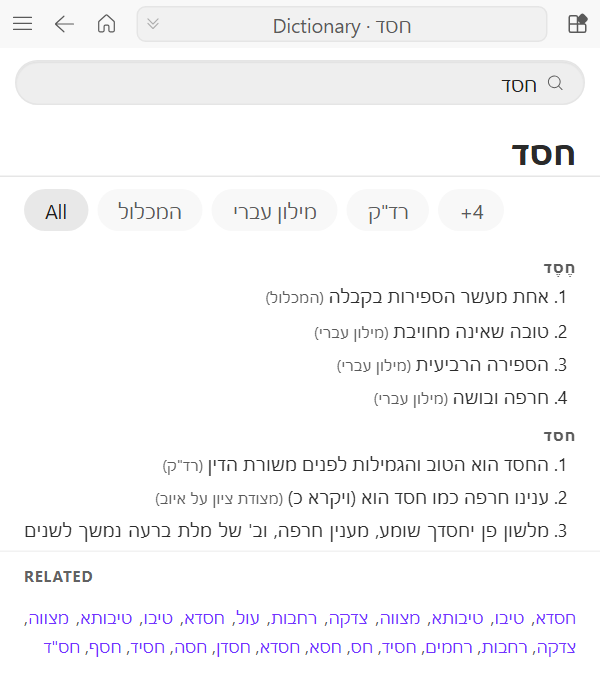 Dictionary · חסד
חסד
חסד
All
המכלול
מילון עברי
רד"ק
+4
חֶסֶד
1. אחת מעשר הספירות בקבלה (המכלול)
2. טובה שאינה מחויבת (מילון עברי)
3. הספירה הרביעית (מילון עברי)
4. חרפה ובושה (מילון עברי)
חסד
1. החסד הוא הטוב והגמילות לפנים משורת הדין (רד"ק)
2. ענינו חרפה כמו חסד הוא (ויקרא כ) (מצודת ציון על איוב)
3. מלשון פן יחסדך שומע, מענין חרפה, וב' של מלת ברעה נמשך לשנים
RELATED
חסדא, טיבו, טיבותא, מצווה, צדקה, רחבות, עול, חסדא, טיבו, טיבותא, מצווה,
צדקה, רחבות, רחמים, חסיד, חס, חסא, חסדא, חסדן, חסה, חסיד, חסף, חס"ד